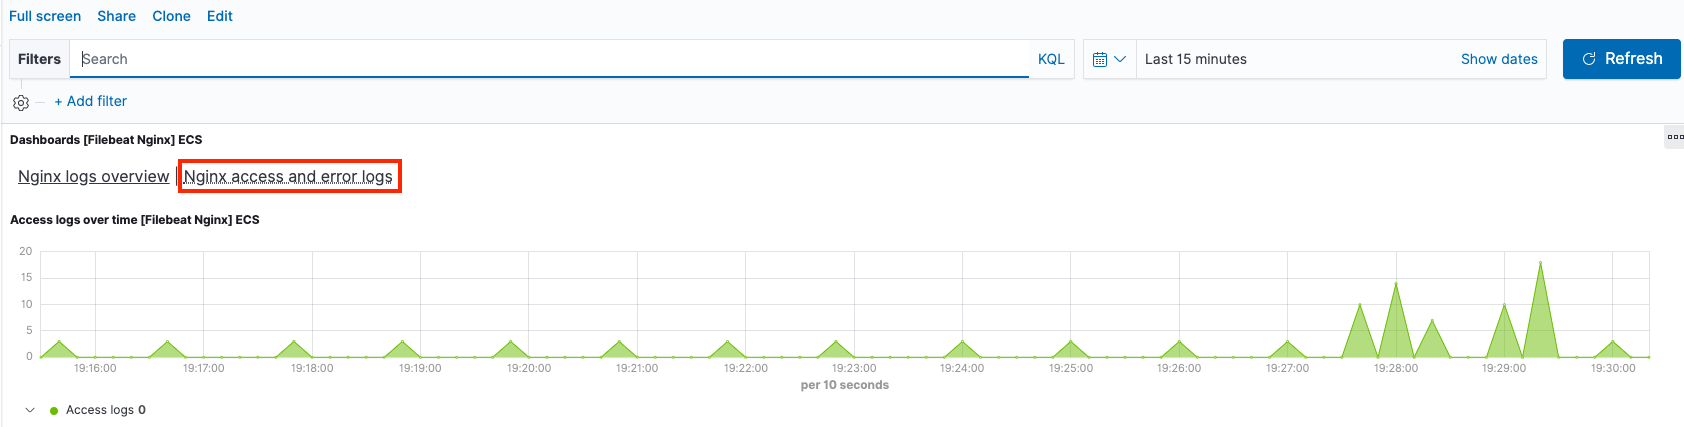 Full screen Share Clone Edit
Filters Search KQL Last 15 minutes Show dates Refresh
+ Add filter
Dashboards [Filebeat Nginx] ECS
Nginx logs overview | Nginx access and error logs
Access logs over time [Filebeat Nginx] ECS
20
15
10
5
0
19:16:00 19:17:00 19:18:00 19:19:00 19:20:00 19:21:00 19:22:00 19:23:00 19:24:00 19:25:00 19:26:00 19:27:00 19:28:00 19:29:00 19:30:00
per 10 seconds
Access logs 0